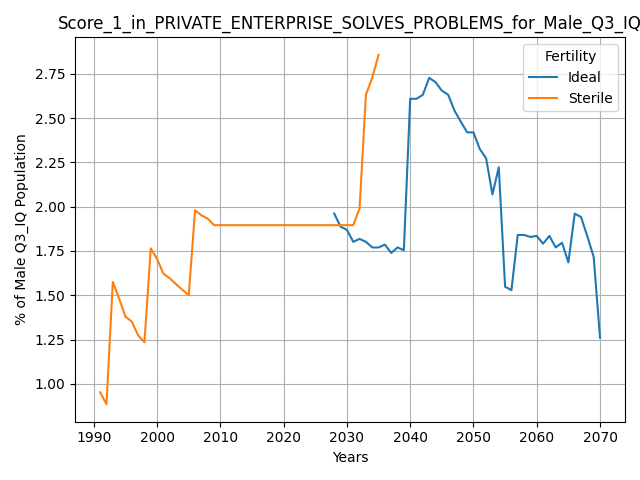 Score_1_in_PRIVATE_ENTERPRISE_SOLVES_PROBLEMS_for_Male_Q3_IQ
Fertility
Ideal
Sterile
% of Male Q3_IQ Population
2.75
2.50
2.25
2.00
1.75
1.50
1.25
1.00
1990 2000 2010 2020 2030 2040 2050 2060 2070
Years